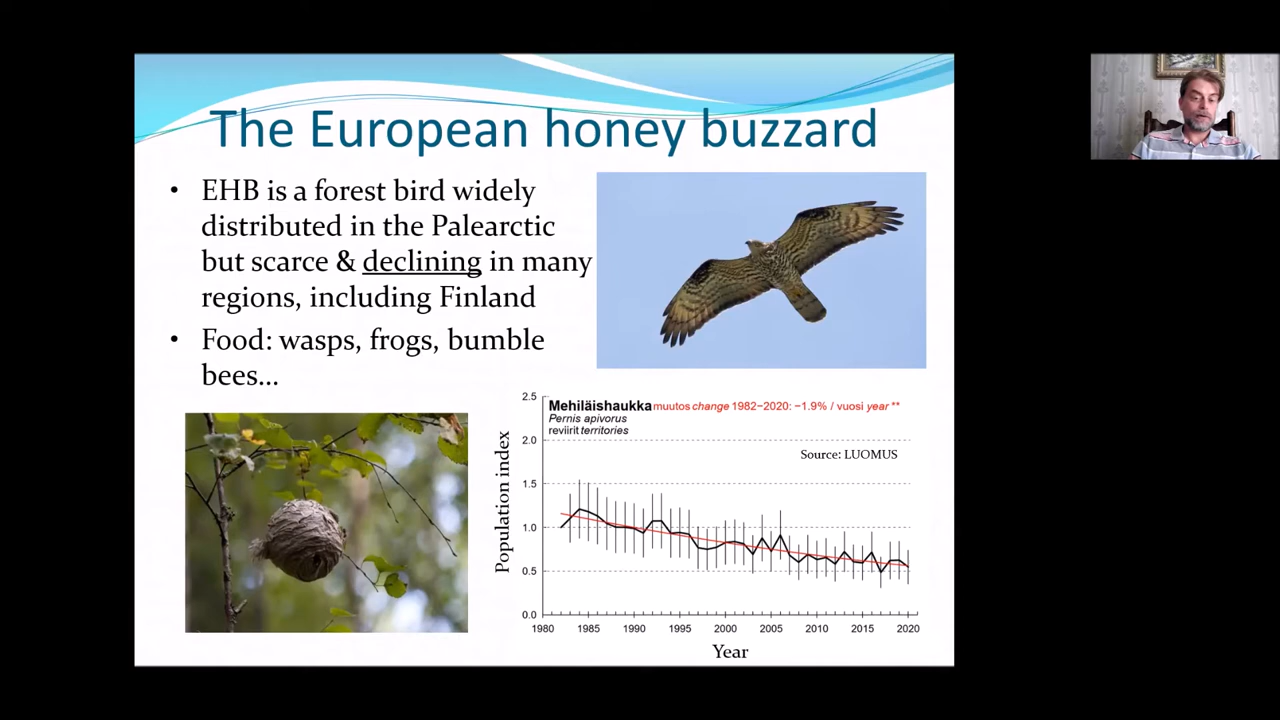 The European honey buzzard
• EHB is a forest bird widely
distributed in the Palearctic
but scarce & declining in many
regions, including Finland
• Food: wasps, frogs, bumble
bees...
Mehiläishaukka muutos change 1982–2020: −1.9% / vuosi year **
Pernis apivorus
reviirit territories
Source: LUOMUS
Population index
2.5
2.0
1.5
1.0
0.5
0.0
1980 1985 1990 1995 2000 2005 2010 2015 2020
Year